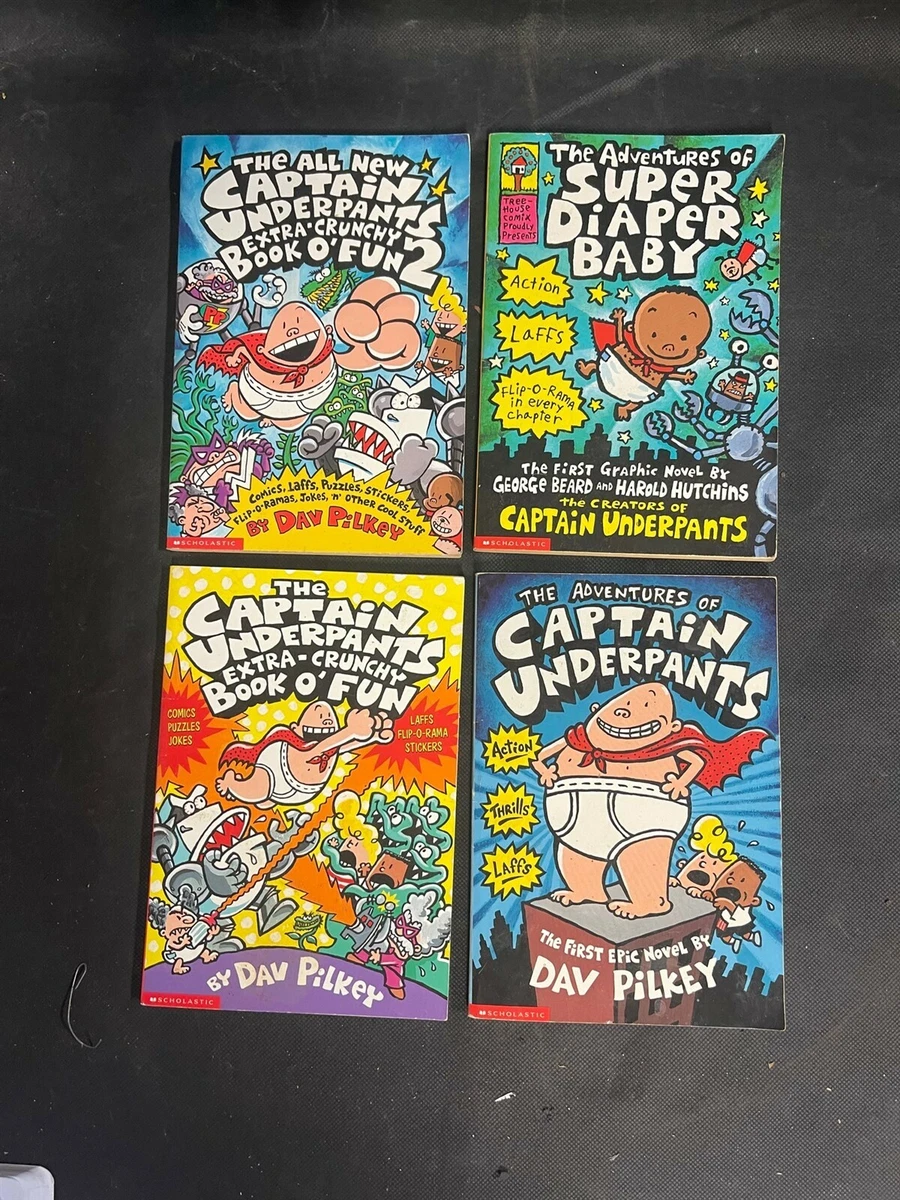 THE ALL NEW
CAPTAIN
UNDERPANTS
EXTRA-CRUNCHY
BOOK O' FUN 2
PP
COMICS, LAFFS, PUZZLES, STICKERS,
FLIP-O-RAMAS, JOKES, 'N' OTHER COOL STUFF
BY DAV PILKEY
SCHOLASTIC
TREE-
HOUSE
COMIX
PROUDLY
PRESENTS
The ADVENTURES OF
SUPER
DIAPER
BABY
Action
LAFFS
FLIP-O-RAMA
in every
chapter
THE FIRST GRAPHIC NOVEL BY
GEORGE BEARD AND HAROLD HUTCHINS
the CREATORS OF
CAPTAIN UNDERPANTS
SCHOLASTIC
THE
CAPTAIN
UNDERPANTS
EXTRA-CRUNCHY
BOOK O' FUN
COMICS
PUZZLES
JOKES
LAFFS
FLIP-O-RAMA
STICKERS
BY DAV PILKEY
SCHOLASTIC
THE ADVENTURES OF
CAPTAIN
UNDERPANTS
Action
THRILLS
LAFFS
The FIRST EPIC NOVEL BY
DAV PILKEY
SCHOLASTIC